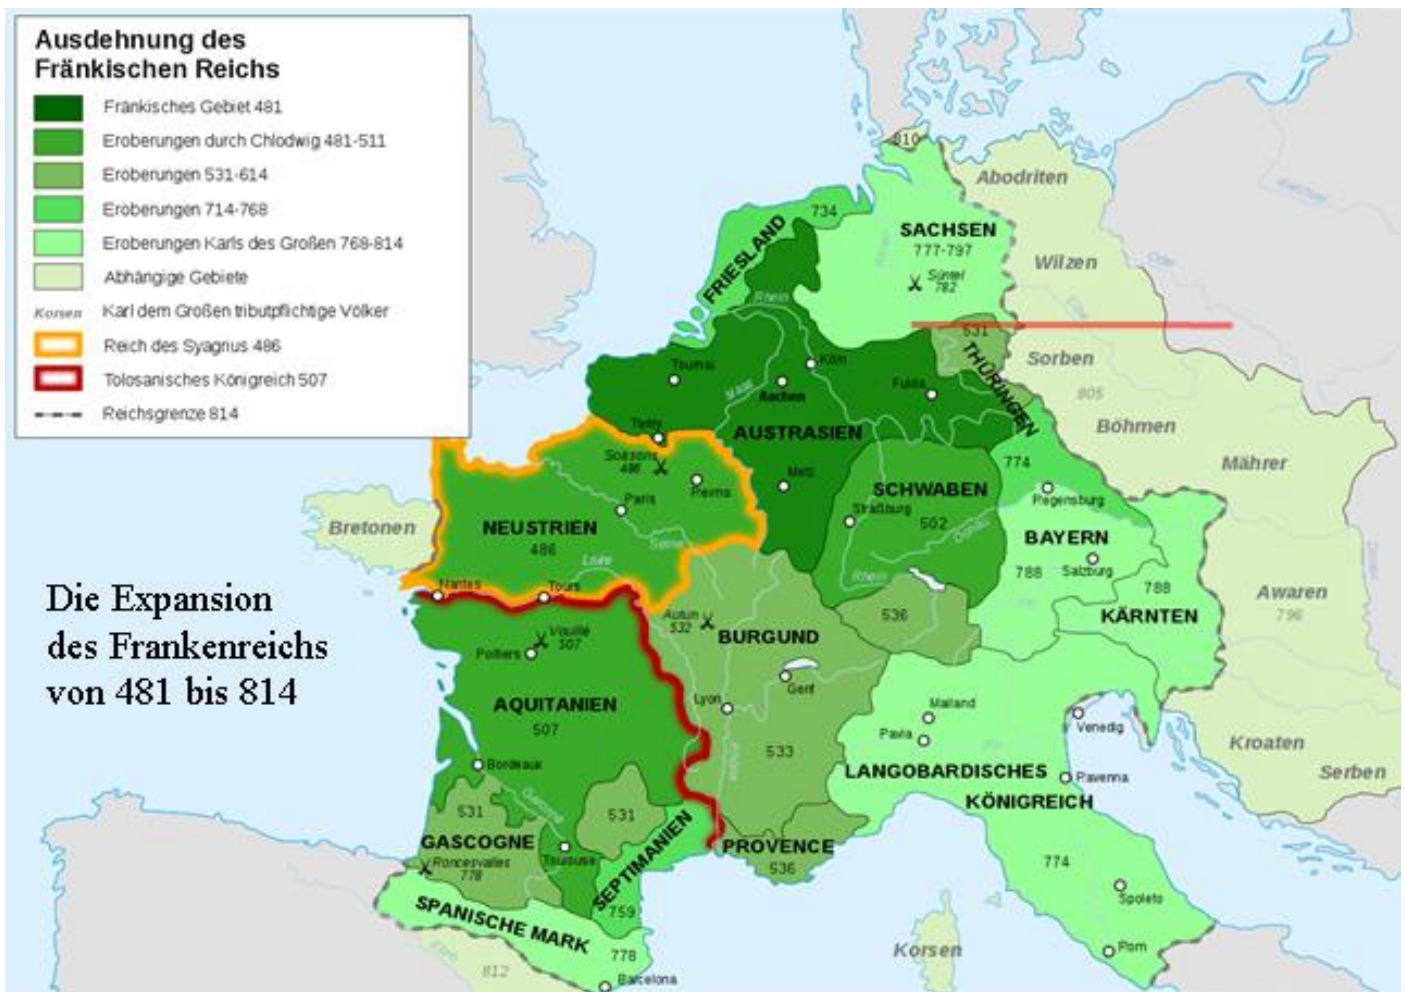 Ausdehnung des
Fränkischen Reichs
Fränkisches Gebiet 481
Eroberungen durch Chlodwig 481-511
Eroberungen 531-614
Eroberungen 714-768
Eroberungen Karls des Großen 768-814
Abhängige Gebiete
Korsen Karl dem Großen tributpflichtige Völker
Reich des Syagrius 486
Tolosanisches Königreich 507
Reichsgrenze 814
810
Abodriten
734
FRIESLAND
SACHSEN
777-797
Süntel
782
Wilzen
Elbe
Rhein
531
THÜRINGEN
Sorben
805
Tournai
Köln
Maas
Aachen
Fulda
Böhmen
AUSTRASIEN
Mährer
Tertry
Soissons
486
Reims
Metz
774
Regensburg
SCHWABEN
502
Straßburg
Donau
Paris
Bretonen
NEUSTRIEN
486
Seine
Loire
BAYERN
788
Salzburg
788
KÄRNTEN
Rhein
Awaren
796
Nantes
Tours
Die Expansion
des Frankenreichs
von 481 bis 814
Autun
532
BURGUND
536
Vouillé
507
Poitiers
Genf
Lyon
AQUITANIEN
507
533
Mailand
Pavia
Venedig
Kroaten
Serben
LANGOBARDISCHES
KÖNIGREICH
Ravenna
Bordeaux
531
531
GASCOGNE
Roncesvalles
778
Toulouse
SEPTIMANIEN
759
PROVENCE
536
774
Spoleto
Rom
SPANISCHE MARK
778
Barcelona
Ebro
812
Korsen